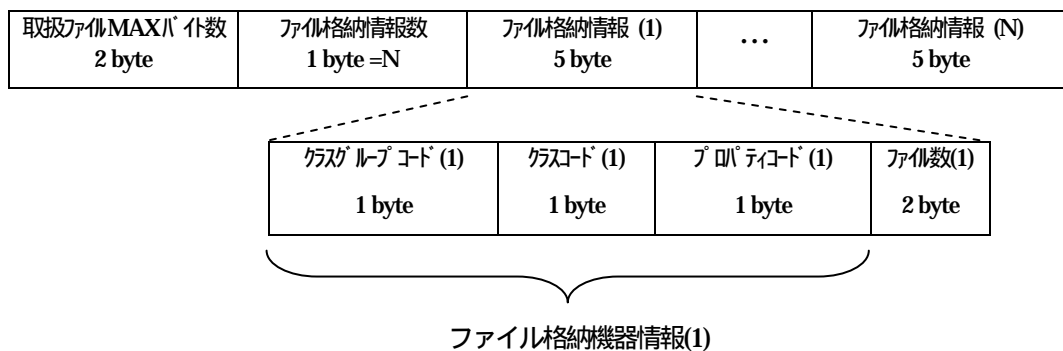 取扱ファイルMAXバイト数
2 byte
ファイル格納情報数
1 byte =N
ファイル格納情報 (1)
5 byte
…
ファイル格納情報 (N)
5 byte
クラスグループコード(1)
1 byte
クラスコード(1)
1 byte
プロパティコード(1)
1 byte
ファイル数(1)
2 byte
ファイル格納機器情報(1)